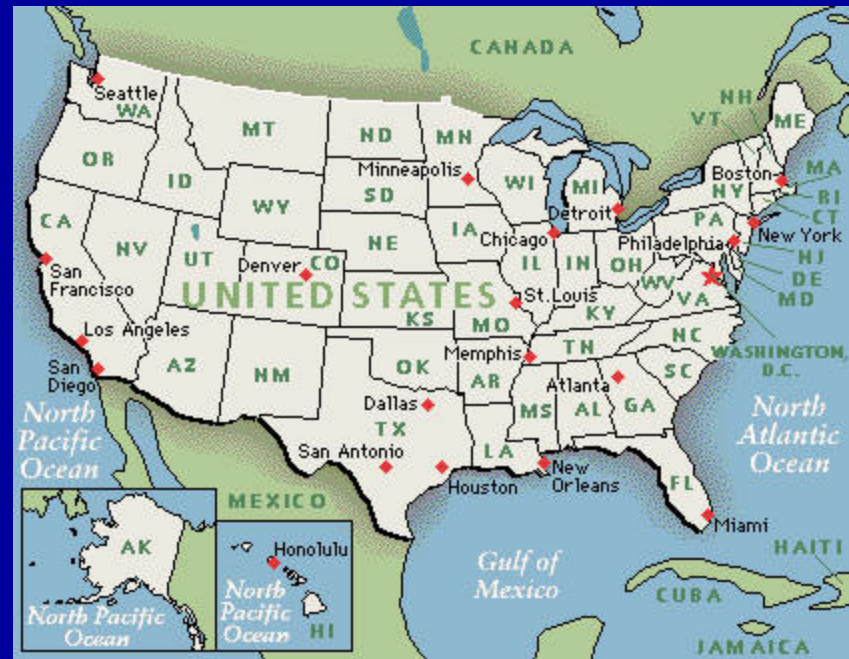 CANADA
NH
VT
ME
Seattle
WA
MT
ND
MN
OR
Minneapolis
Boston
MA
ID
WI
MI
NY
SD
RI
WY
Detroit
CT
CA
IA
PA
Chicago
New York
NV
NE
Philadelphia
UT
Denver
CO
IL
IN
OH
NJ
San
Francisco
WV
DE
UNITED STATES
St.Louis
VA
MD
KS
MO
KY
Los Angeles
NC
WASHINGTON,
D.C.
San
Diego
AZ
NM
OK
Memphis
TN
AR
Atlanta
SC
Dallas
MS
AL
GA
North
Pacific
Ocean
TX
North
Atlantic
Ocean
San Antonio
LA
Houston
New
Orleans
FL
MEXICO
Miami
AK
Honolulu
Gulf of
Mexico
HAITI
North Pacific
Ocean
North
Pacific
Ocean
HI
CUBA
JAMAICA